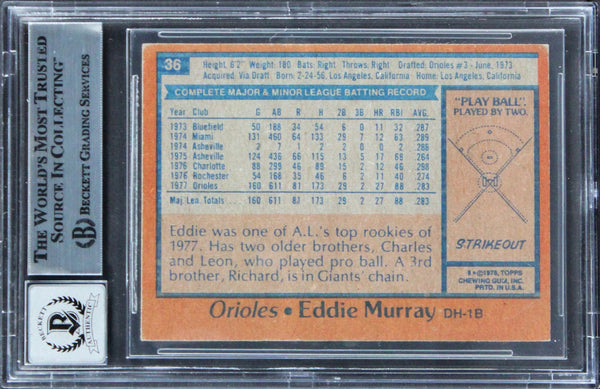 THE WORLD'S MOST TRUSTED
SOURCE IN COLLECTING™
BECKETT GRADING SERVICES
BECKETT
AUTHENTIC
36
Height: 6'2" Weight: 180 Bats: Right Throws: Right Drafted: Orioles #3 - June, 1973
Acquired: Via Draft Born: 2-24-56, Los Angeles, California Home: Los Angeles, California
COMPLETE MAJOR & MINOR LEAGUE BATTING RECORD
Year Club G AB R H 2B 3B HR RBI AVG.
1973 Bluefield 50 188 34 54 6 0 11 32 .287
1974 Miami 131 460 64 133 29 7 12 63 .289
1974 Asheville 2 7 1 2 0 0 0 2 .286
1975 Asheville 124 436 66 115 13 5 17 68 .264
1976 Charlotte 88 299 46 89 15 2 12 46 .298
1976 Rochester 54 168 35 46 6 2 11 40 .274
1977 Orioles 160 611 81 173 29 2 27 88 .283
Maj. Lea. Totals 160 611 81 173 29 2 27 88 .283
"PLAY BALL"
PLAYED BY TWO.
STRIKEOUT
Eddie was one of A.L.'s top rookies of
1977. Has two older brothers, Charles
and Leon, who played pro ball. A 3rd
brother, Richard, is in Giants' chain.
©1978, TOPPS
CHEWING GUM, INC.
PRTD. IN U.S.A.
Orioles • Eddie Murray DH-1B